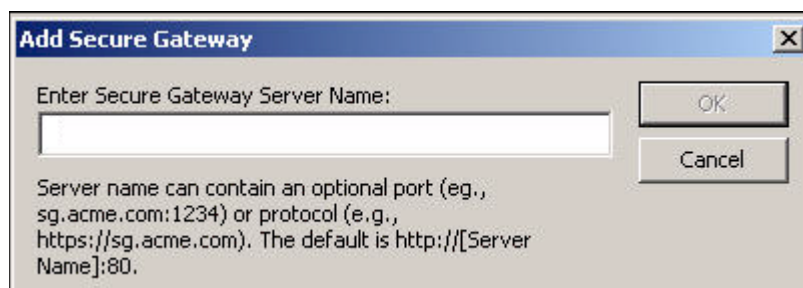 Add Secure Gateway
Enter Secure Gateway Server Name:
OK
Cancel
Server name can contain an optional port (eg.,
sg.acme.com:1234) or protocol (e.g.,
https://sg.acme.com). The default is http://[Server
Name]:80.